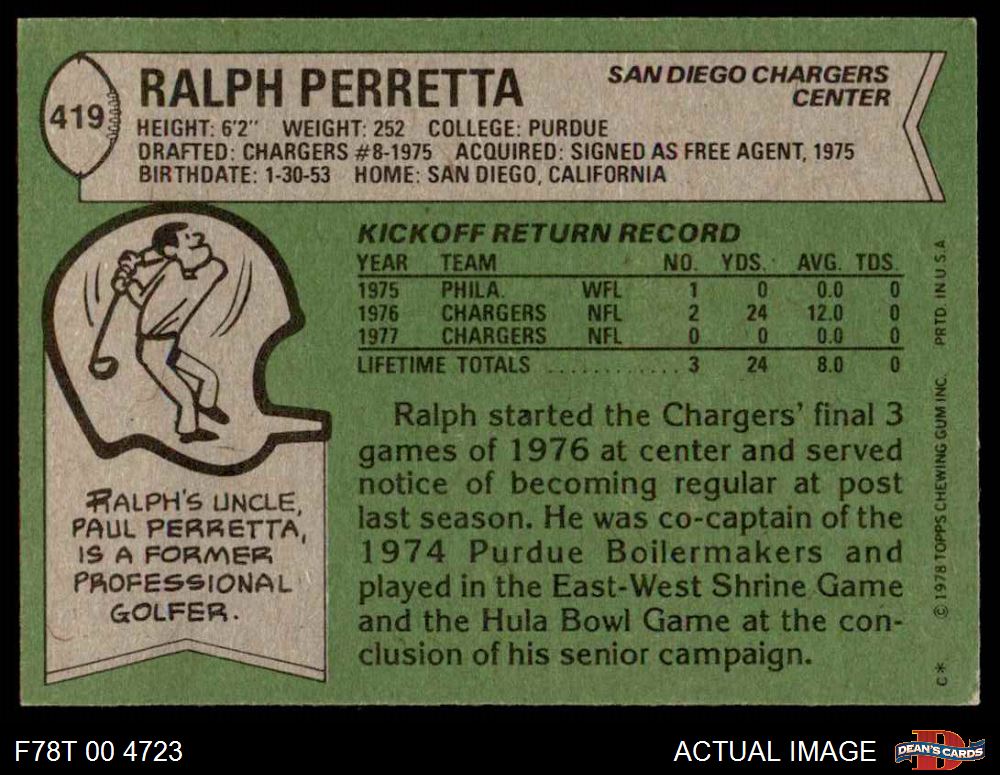 419
RALPH PERRETTA
SAN DIEGO CHARGERS
CENTER
HEIGHT: 6'2" WEIGHT: 252 COLLEGE: PURDUE
DRAFTED: CHARGERS #8-1975 ACQUIRED: SIGNED AS FREE AGENT, 1975
BIRTHDATE: 1-30-53 HOME: SAN DIEGO, CALIFORNIA
KICKOFF RETURN RECORD
YEAR TEAM NO. YDS. AVG. TDS.
1975 PHILA. WFL 1 0 0.0 0
1976 CHARGERS NFL 2 24 12.0 0
1977 CHARGERS NFL 0 0 0.0 0
LIFETIME TOTALS ............ 3 24 8.0 0
Ralph started the Chargers' final 3
games of 1976 at center and served
notice of becoming regular at post
last season. He was co-captain of the
1974 Purdue Boilermakers and
played in the East-West Shrine Game
and the Hula Bowl Game at the con-
clusion of his senior campaign.
RALPH'S UNCLE,
PAUL PERRETTA,
IS A FORMER
PROFESSIONAL
GOLFER.
C* © 1978 TOPPS CHEWING GUM INC. PRTD. IN U.S.A
F78T 00 4723
ACTUAL IMAGE
D
DEAN'S CARDS